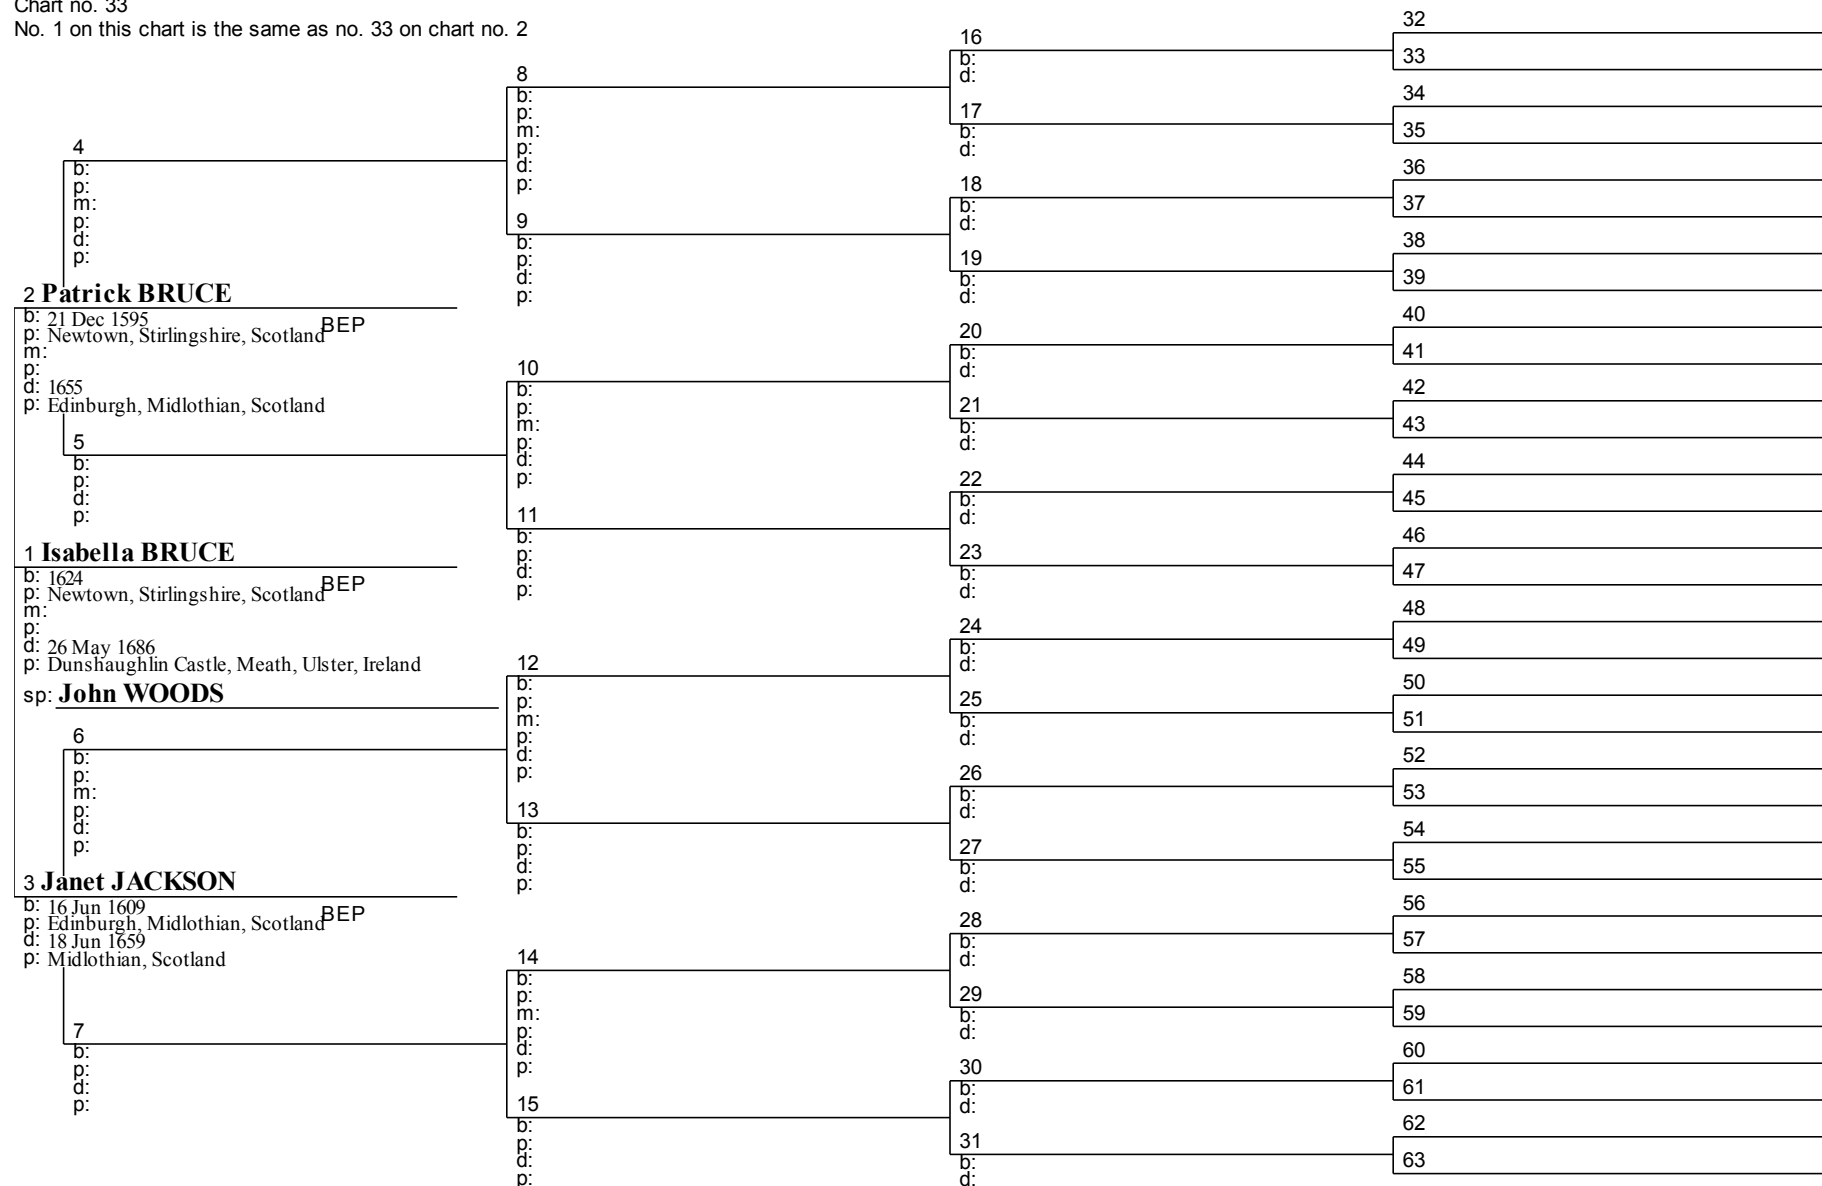 Chart no. 33
No. 1 on this chart is the same as no. 33 on chart no. 2
4
b:
p:
m:
p:
d:
p:
2 Patrick BRUCE
b: 21 Dec 1595
p: Newtown, Stirlingshire, Scotland BEP
m:
p:
d: 1655
p: Edinburgh, Midlothian, Scotland
5
b:
p:
d:
p:
1 Isabella BRUCE
b: 1624
p: Newtown, Stirlingshire, Scotland BEP
m:
p:
d: 26 May 1686
p: Dunshaughlin Castle, Meath, Ulster, Ireland
sp: John WOODS
6
b:
p:
m:
p:
d:
p:
3 Janet JACKSON
b: 16 Jun 1609
p: Edinburgh, Midlothian, Scotland BEP
d: 18 Jun 1659
p: Midlothian, Scotland
7
b:
p:
d:
p:
8
b:
p:
m:
p:
d:
p:
9
b:
p:
d:
p:
10
b:
p:
m:
p:
d:
p:
11
b:
p:
d:
p:
12
b:
p:
m:
p:
d:
p:
13
b:
p:
d:
p:
14
b:
p:
m:
p:
d:
p:
15
b:
p:
d:
p:
16
b:
d:
17
b:
d:
18
b:
d:
19
b:
d:
20
b:
d:
21
b:
d:
22
b:
d:
23
b:
d:
24
b:
d:
25
b:
d:
26
b:
d:
27
b:
d:
28
b:
d:
29
b:
d:
30
b:
d:
31
b:
d:
32
33
34
35
36
37
38
39
40
41
42
43
44
45
46
47
48
49
50
51
52
53
54
55
56
57
58
59
60
61
62
63